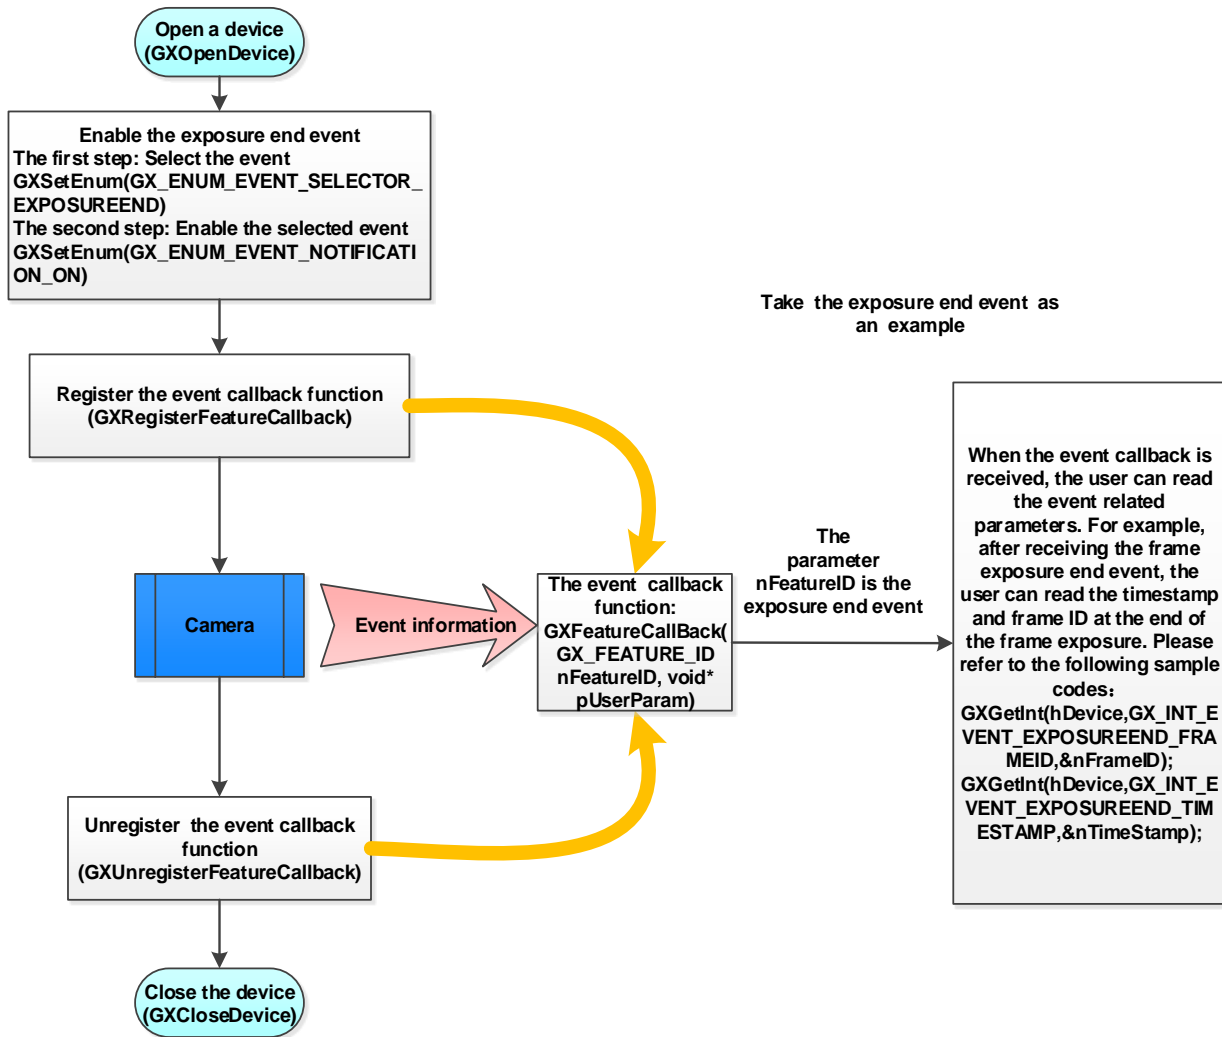 Open a device
(GXOpenDevice)
Enable the exposure end event
The first step: Select the event
GXSetEnum(GX_ENUM_EVENT_SELECTOR_
EXPOSUREEND)
The second step: Enable the selected event
GXSetEnum(GX_ENUM_EVENT_NOTIFICATI
ON_ON)
Take the exposure end event as
an example
Register the event callback function
(GXRegisterFeatureCallback)
Camera
Event information
The event callback
function:
GXFeatureCallBack(
GX_FEATURE_ID
nFeatureID, void*
pUserParam)
The
parameter
nFeatureID is the
exposure end event
When the event callback is
received, the user can read
the event related
parameters. For example,
after receiving the frame
exposure end event, the
user can read the timestamp
and frame ID at the end of
the frame exposure. Please
refer to the following sample
codes：
GXGetInt(hDevice,GX_INT_E
VENT_EXPOSUREEND_FRA
MEID,&nFrameID);
GXGetInt(hDevice,GX_INT_E
VENT_EXPOSUREEND_TIM
ESTAMP,&nTimeStamp);
Unregister the event callback
function
(GXUnregisterFeatureCallback)
Close the device
(GXCloseDevice)